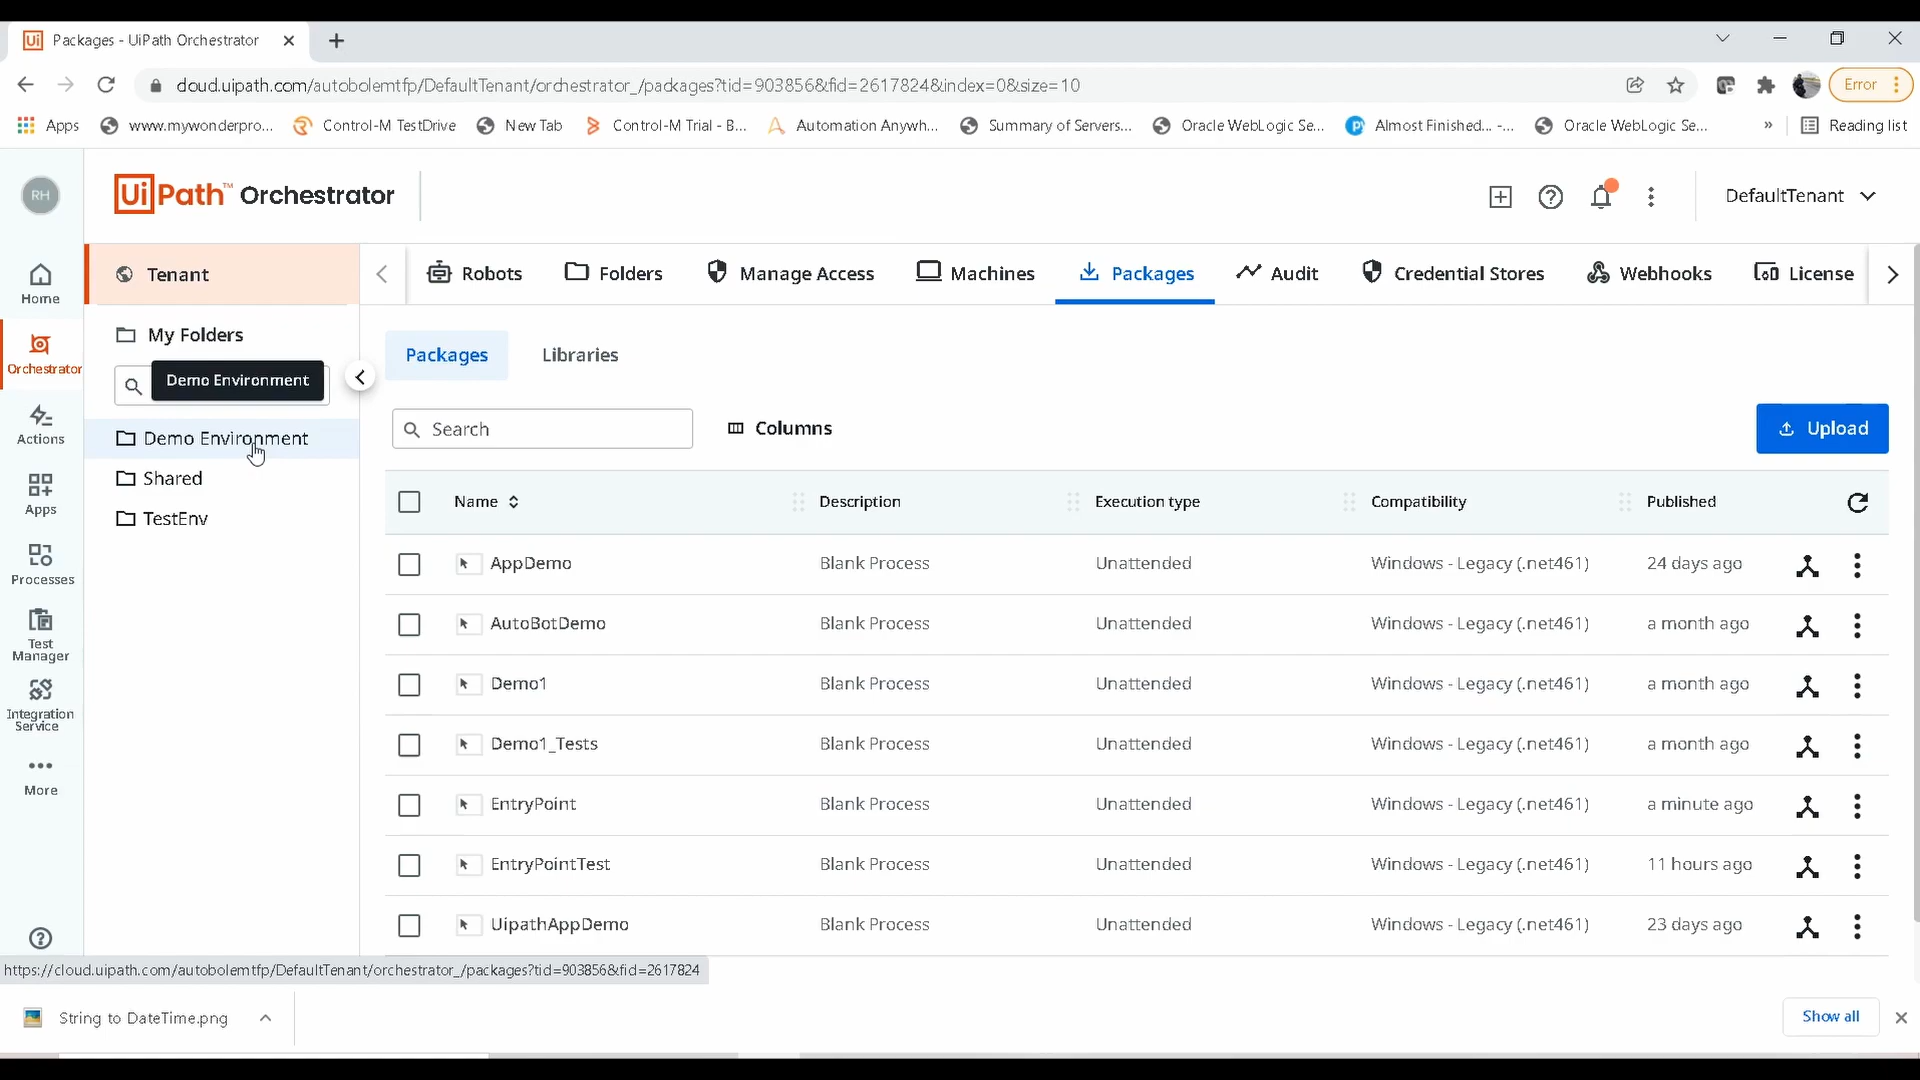 Packages - UiPath Orchestrator
cloud.uipath.com/autobolemtfp/DefaultTenant/orchestrator_/packages?tid=903856&fid=2617824&index=0&size=10
Error
Apps
www.mywonderpro...
Control-M TestDrive
New Tab
Control-M Trial - B...
Automation Anywh...
Summary of Servers...
Oracle WebLogic Se...
Almost Finished... -...
Oracle WebLogic Se...
»
Reading list
RH
UiPath™ Orchestrator
DefaultTenant
Home
Orchestrator
Actions
Apps
Processes
Test Manager
Integration Service
More
Tenant
My Folders
Demo Environment
Demo Environment
Shared
TestEnv
Robots
Folders
Manage Access
Machines
Packages
Audit
Credential Stores
Webhooks
License
Packages
Libraries
Search
Columns
Upload
Name Description Execution type Compatibility Published
AppDemo Blank Process Unattended Windows - Legacy (.net461) 24 days ago
AutoBotDemo Blank Process Unattended Windows - Legacy (.net461) a month ago
Demo1 Blank Process Unattended Windows - Legacy (.net461) a month ago
Demo1_Tests Blank Process Unattended Windows - Legacy (.net461) a month ago
EntryPoint Blank Process Unattended Windows - Legacy (.net461) a minute ago
EntryPointTest Blank Process Unattended Windows - Legacy (.net461) 11 hours ago
UipathAppDemo Blank Process Unattended Windows - Legacy (.net461) 23 days ago
https://cloud.uipath.com/autobolemtfp/DefaultTenant/orchestrator_/packages?tid=903856&fid=2617824
String to DateTime.png
Show all